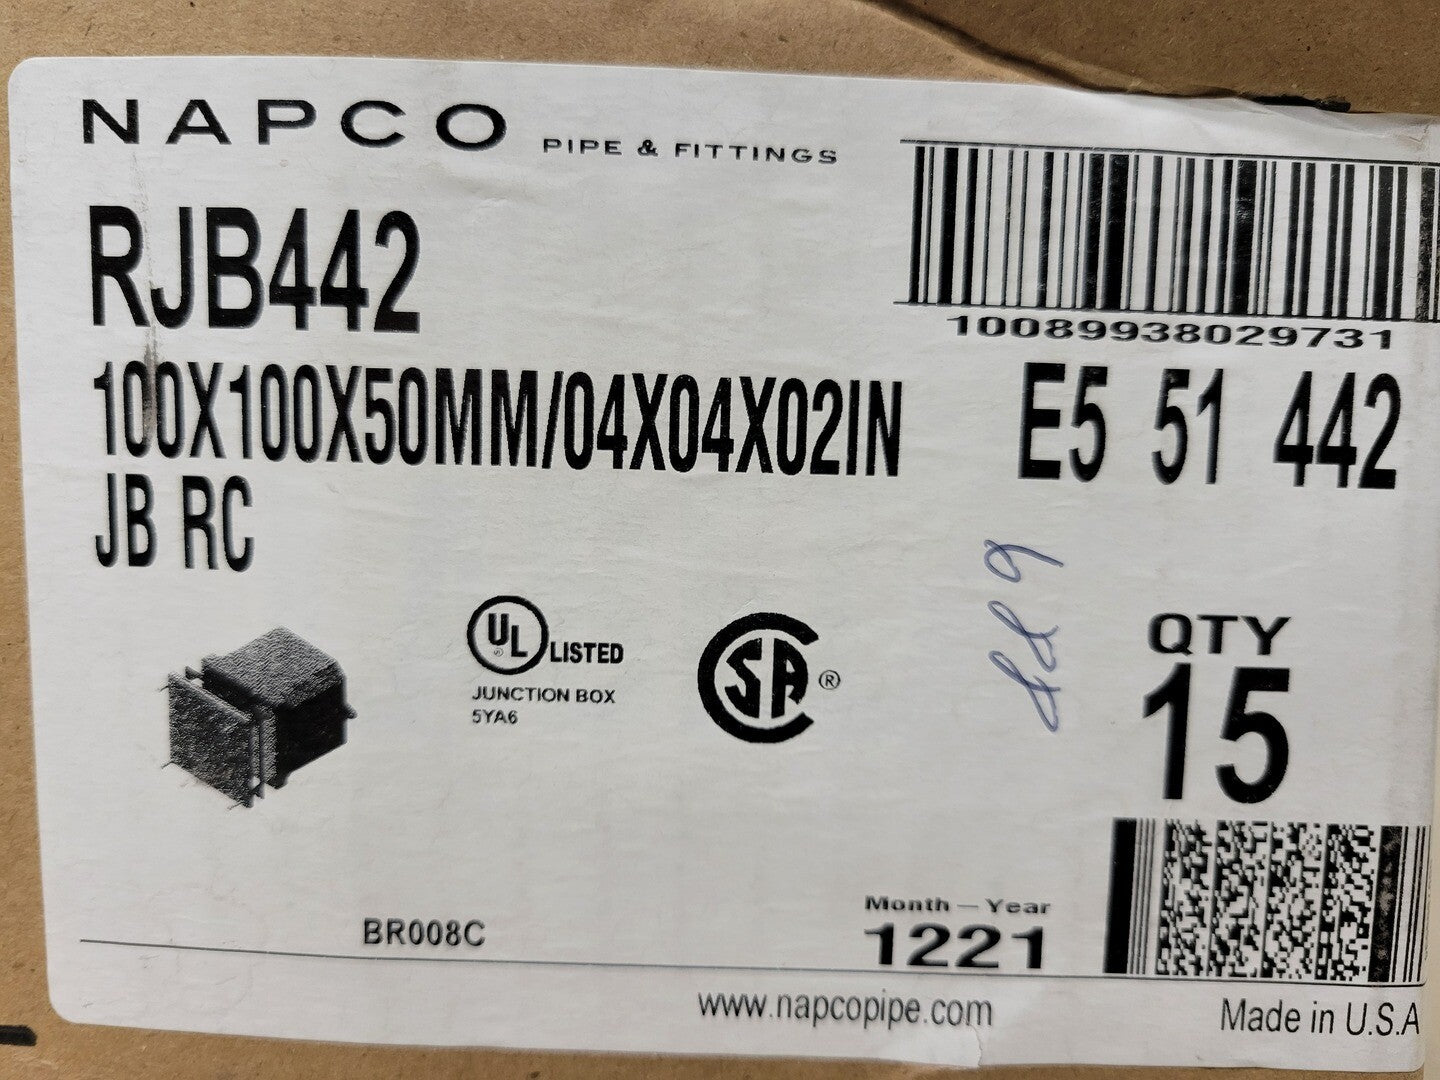 NAPCO PIPE & FITTINGS
RJB442
10089938029731
100X100X50MM/04X04X02IN
E5 51 442
JB RC
UL LISTED
JUNCTION BOX
5YA6
SA ®
QTY
15
Month – Year
1221
BR008C
www.napcopipe.com
Made in U.S.A